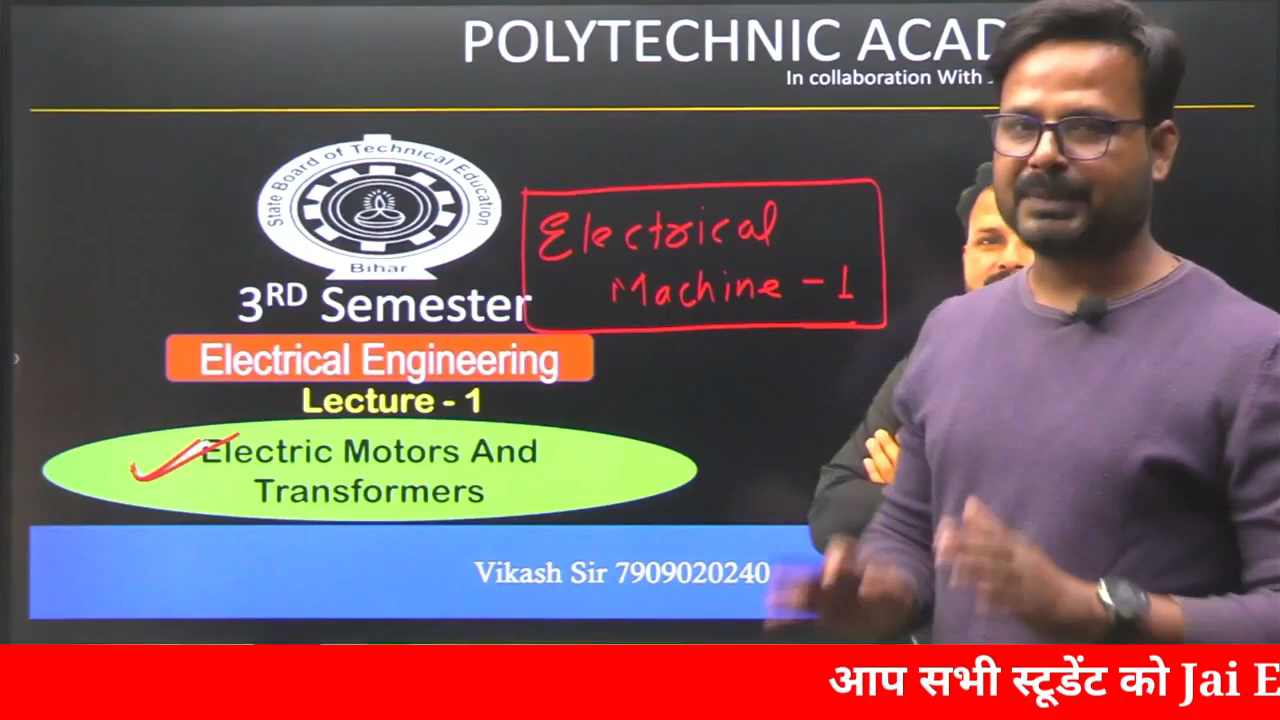 POLYTECHNIC ACAD
In collaboration With
State Board of Technical Education
Bihar
Electrical
Machine - 1
3RD Semester
Electrical Engineering
Lecture - 1
Electric Motors And
Transformers
Vikash Sir 7909020240
आप सभी स्टूडेंट को Jai E